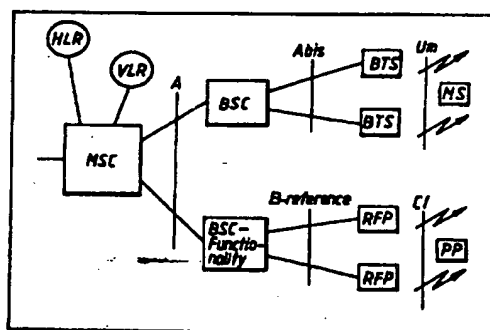 HLR
VLR
A
MSC
BSC
Abis
BTS
BTS
Um
MS
BSC-
Functio-
nality
B-reference
RFP
RFP
CI
PP